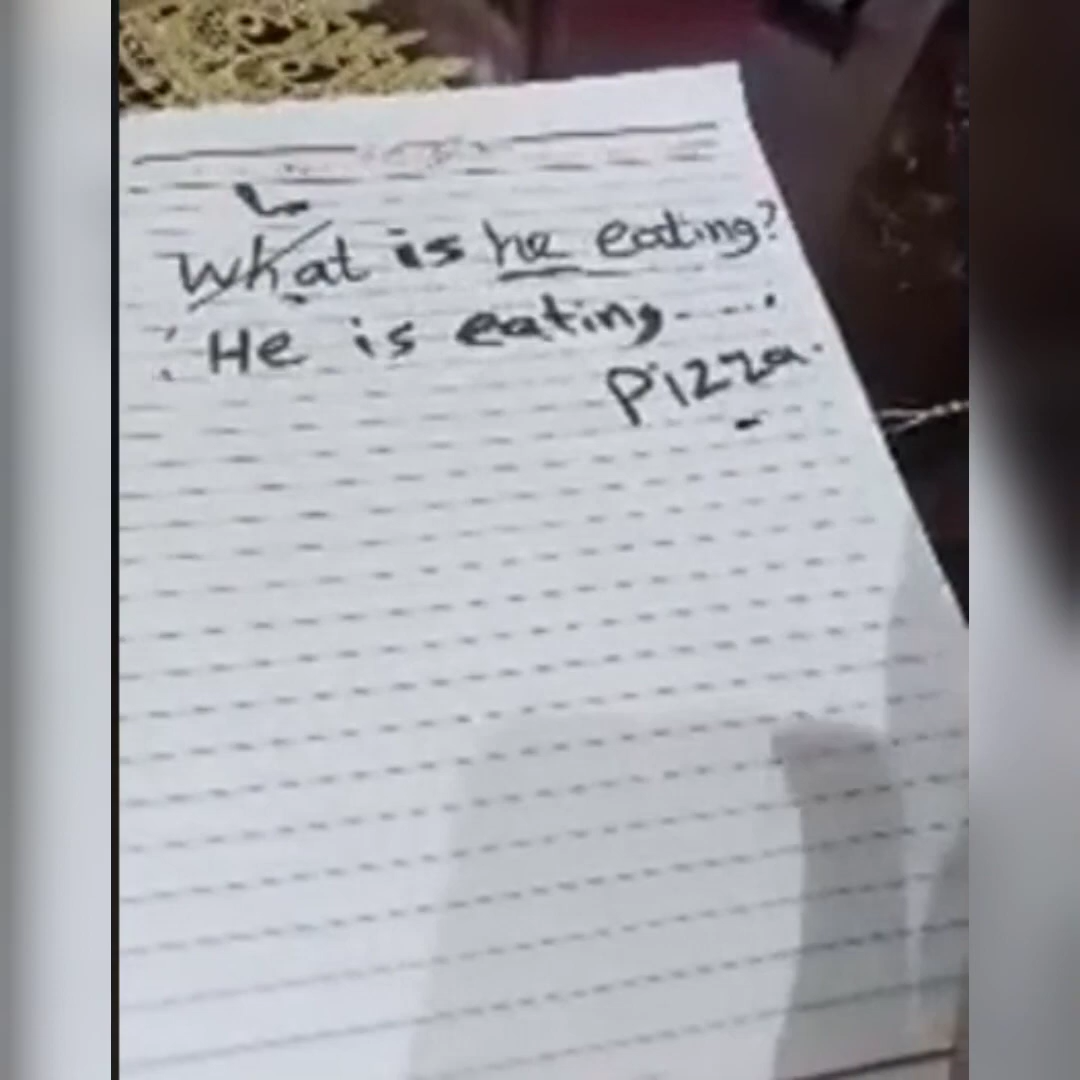 What is he eating?
He is eating.....
Pizza.